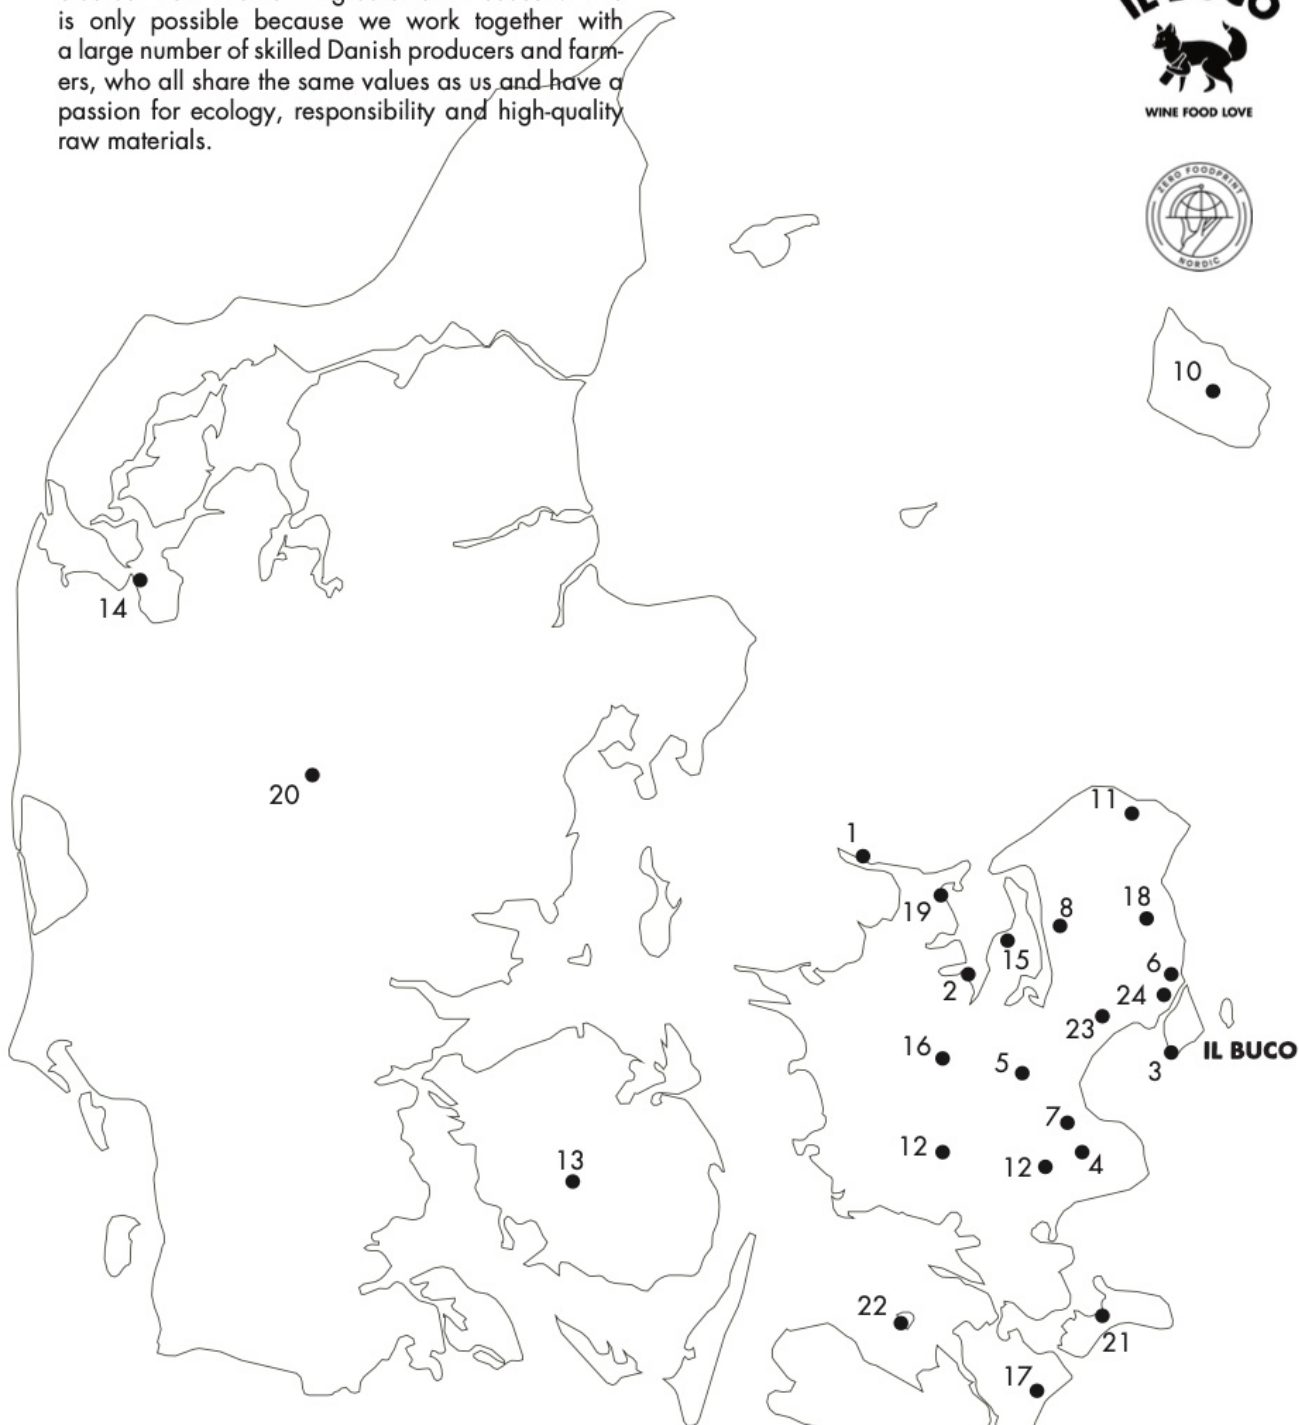 is only possible because we work together with
a large number of skilled Danish producers and farm-
ers, who all share the same values as us and have a
passion for ecology, responsibility and high-quality
raw materials.
IL BUCO
WINE FOOD LOVE
ZERO FOODPRINT
NORDIC
10
14
20
11
1
19
8
18
15
2
6
24
23
16
5
IL BUCO
3
7
12
12
4
13
22
21
17